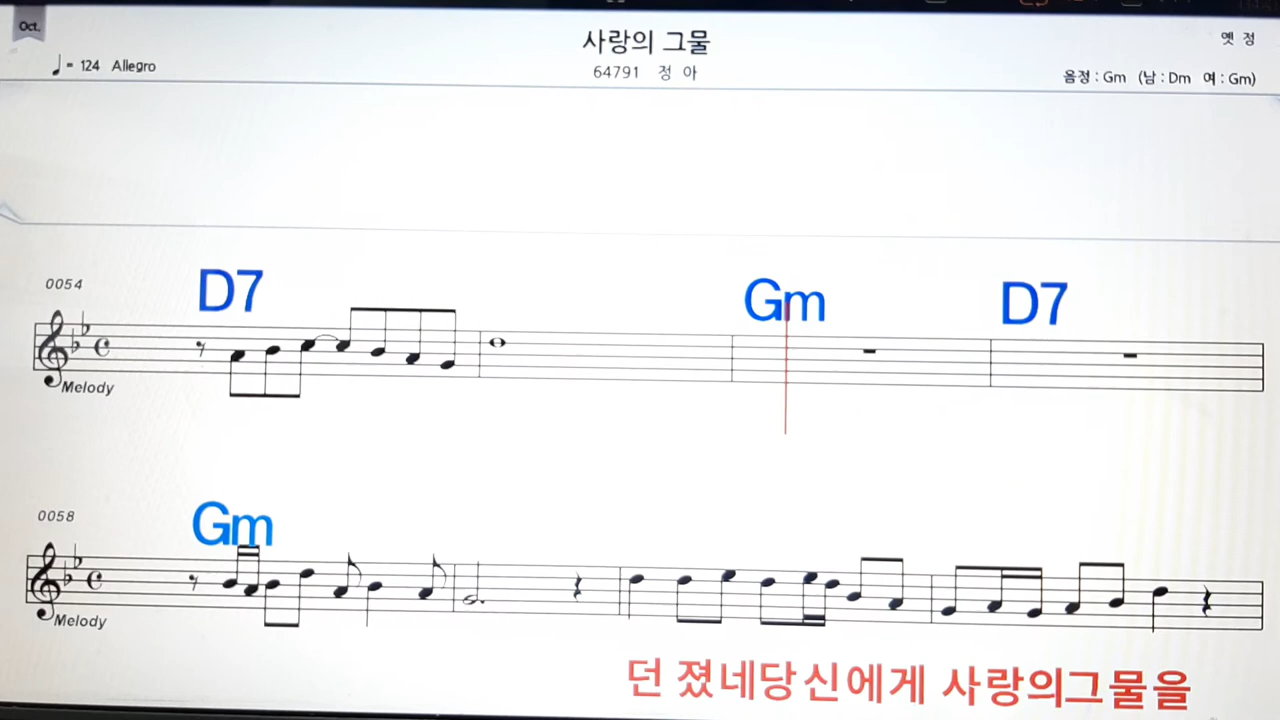 Oct.
사랑의 그물
옛 정
♩= 124 Allegro
64791 정 아
음정 : Gm (남 : Dm 여 : Gm)
0054
D7 Gm D7
Melody
0058
Gm
Melody
던 졌네당신에게 사랑의그물을